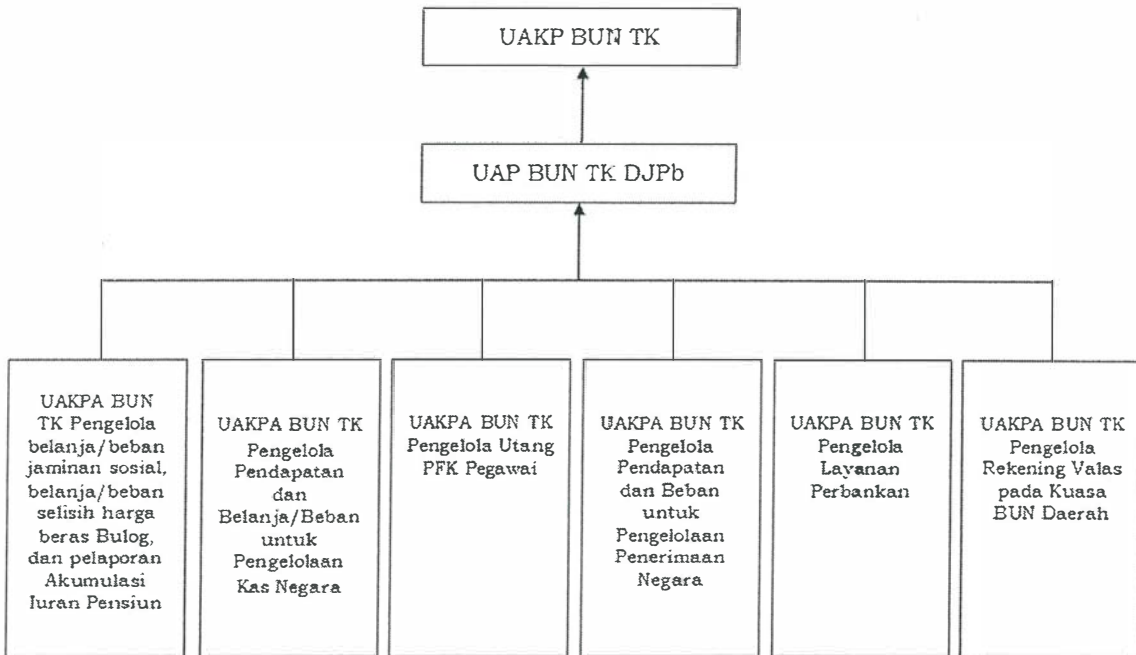 UAKP BUN TK
UAP BUN TK DJPb
UAKPA BUN
TK Pengelola
belanja/beban
jaminan sosial,
belanja/beban
selisih harga
beras Bulog,
dan pelaporan
Akumulasi
Iuran Pensiun
UAKPA BUN TK
Pengelola
Pendapatan
dan
Belanja/Beban
untuk
Pengelolaan
Kas Negara
UAKPA BUN TK
Pengelola Utang
PFK Pegawai
UAKPA BUN TK
Pengelola
Pendapatan
dan Beban
untuk
Pengelolaan
Penerimaan
Negara
UAKPA BUN TK
Pengelola
Layanan
Perbankan
UAKPA BUN TK
Pengelola
Rekening Valas
pada Kuasa
BUN Daerah